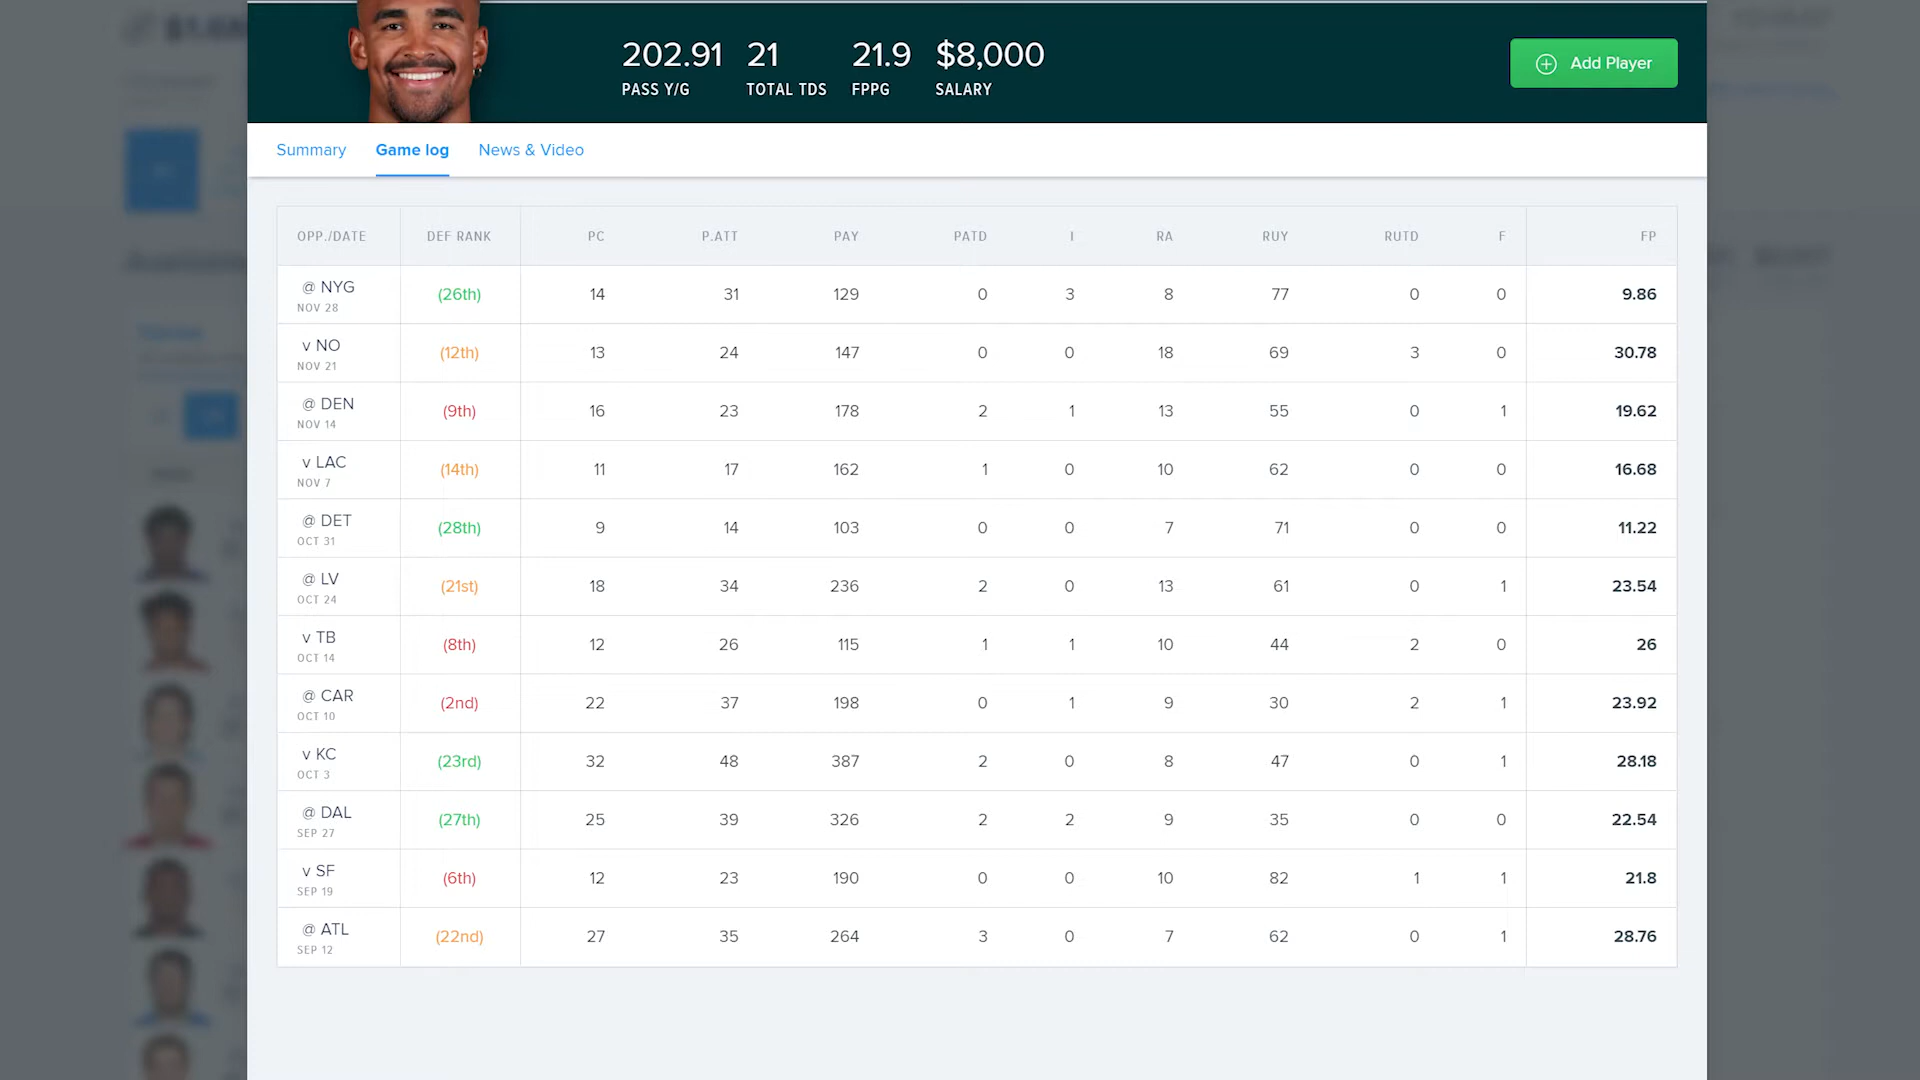 202.91 21 21.9 $8,000
PASS Y/G TOTAL TDS FPPG SALARY
Add Player
Summary Game log News & Video
OPP./DATE DEF RANK PC P.ATT PAY PATD I RA RUY RUTD F FP
@ NYG NOV 28 (26th) 14 31 129 0 3 8 77 0 0 9.86
v NO NOV 21 (12th) 13 24 147 0 0 18 69 3 0 30.78
@ DEN NOV 14 (9th) 16 23 178 2 1 13 55 0 1 19.62
v LAC NOV 7 (14th) 11 17 162 1 0 10 62 0 0 16.68
@ DET OCT 31 (28th) 9 14 103 0 0 7 71 0 0 11.22
@ LV OCT 24 (21st) 18 34 236 2 0 13 61 0 1 23.54
v TB OCT 14 (8th) 12 26 115 1 1 10 44 2 0 26
@ CAR OCT 10 (2nd) 22 37 198 0 1 9 30 2 1 23.92
v KC OCT 3 (23rd) 32 48 387 2 0 8 47 0 1 28.18
@ DAL SEP 27 (27th) 25 39 326 2 2 9 35 0 0 22.54
v SF SEP 19 (6th) 12 23 190 0 0 10 82 1 1 21.8
@ ATL SEP 12 (22nd) 27 35 264 3 0 7 62 0 1 28.76